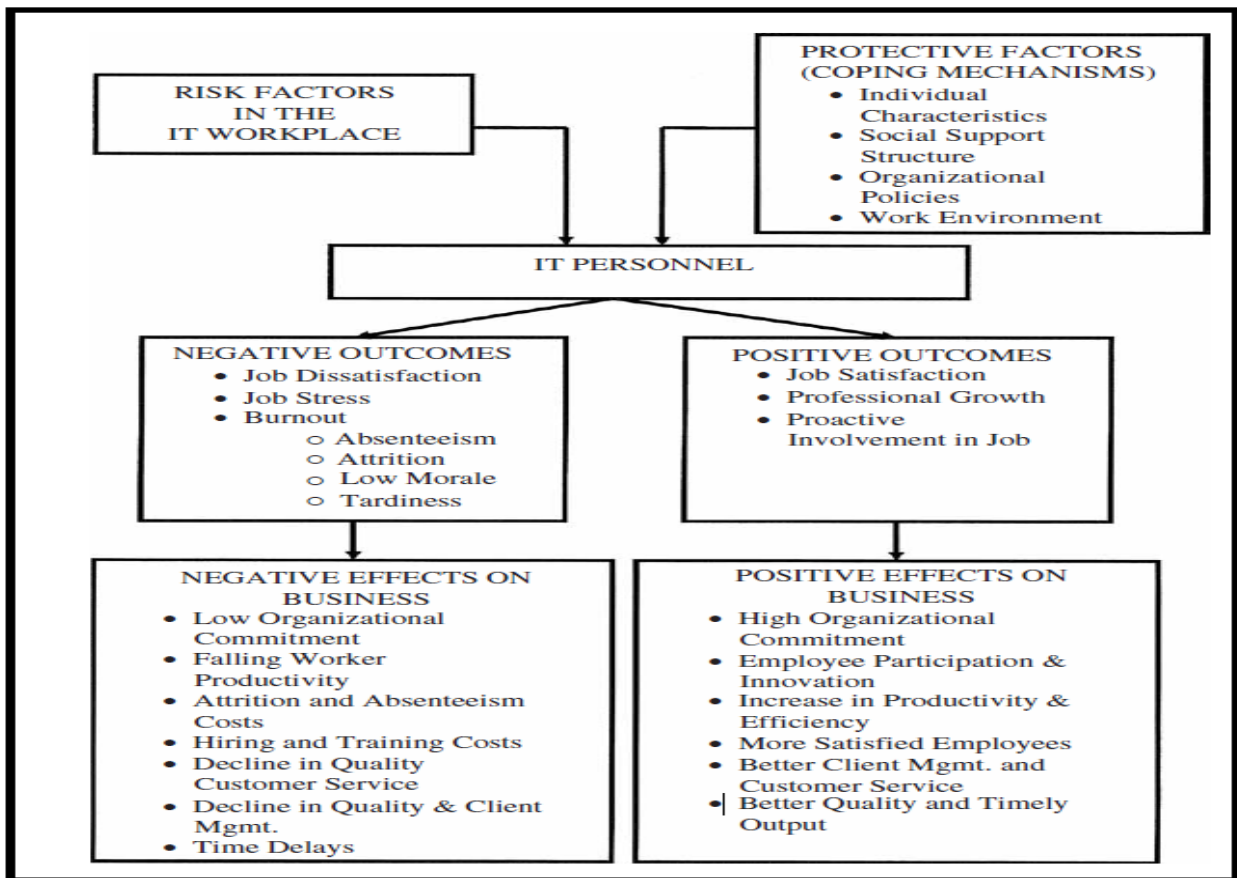 RISK FACTORS
IN THE
IT WORKPLACE
PROTECTIVE FACTORS
(COPING MECHANISMS)
• Individual
Characteristics
• Social Support
Structure
• Organizational
Policies
• Work Environment
IT PERSONNEL
NEGATIVE OUTCOMES
• Job Dissatisfaction
• Job Stress
• Burnout
o Absenteeism
o Attrition
o Low Morale
o Tardiness
POSITIVE OUTCOMES
• Job Satisfaction
• Professional Growth
• Proactive
Involvement in Job
NEGATIVE EFFECTS ON
BUSINESS
• Low Organizational
Commitment
• Falling Worker
Productivity
• Attrition and Absenteeism
Costs
• Hiring and Training Costs
• Decline in Quality
Customer Service
• Decline in Quality & Client
Mgmt.
• Time Delays
POSITIVE EFFECTS ON
BUSINESS
• High Organizational
Commitment
• Employee Participation &
Innovation
• Increase in Productivity &
Efficiency
• More Satisfied Employees
• Better Client Mgmt. and
Customer Service
• Better Quality and Timely
Output